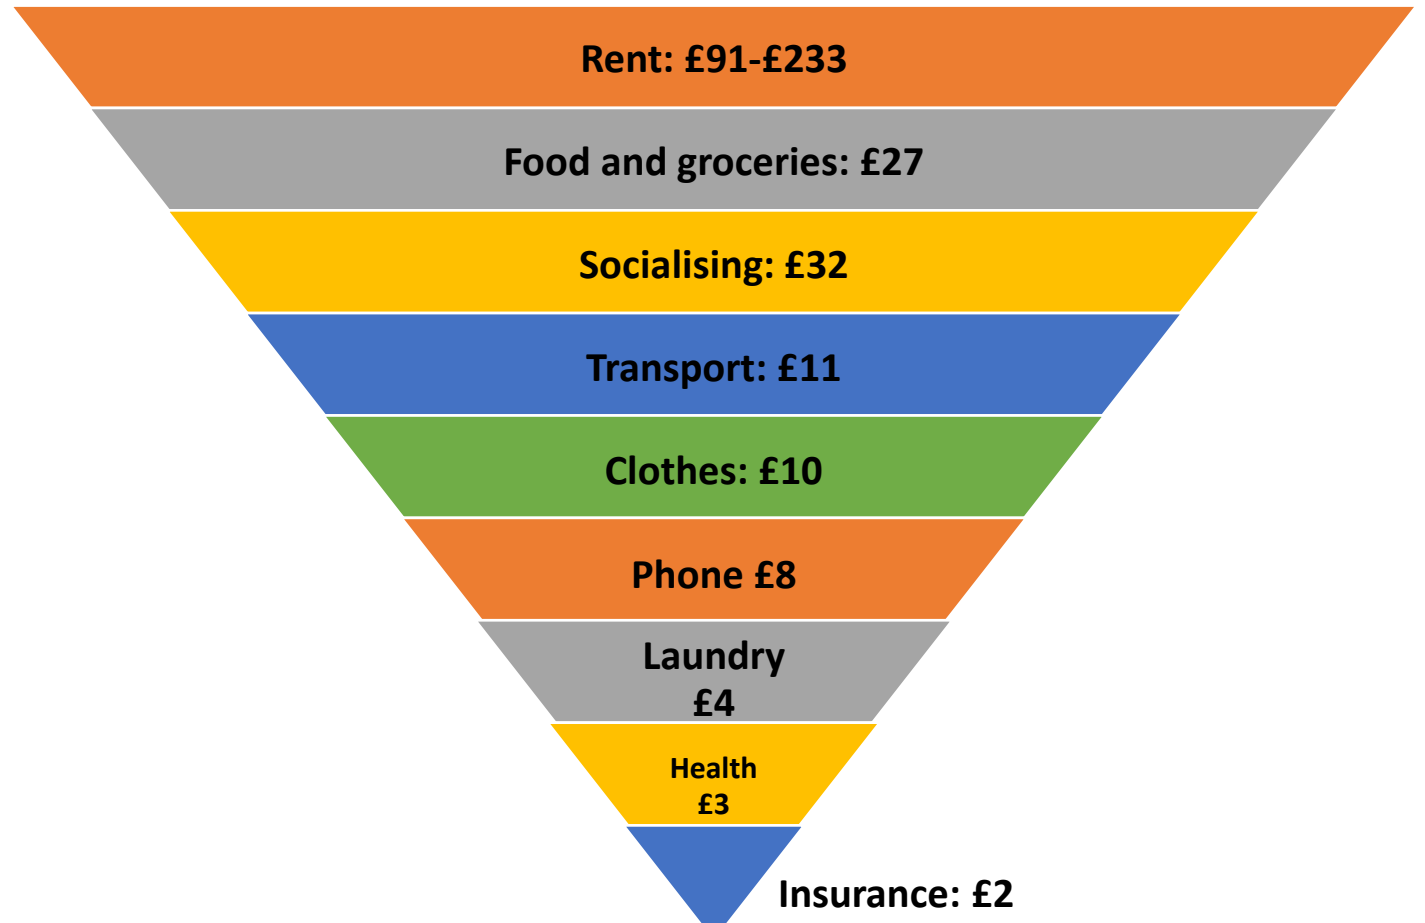 Rent: £91-£233
Food and groceries: £27
Socialising: £32
Transport: £11
Clothes: £10
Phone £8
Laundry
£4
Health
£3
Insurance: £2